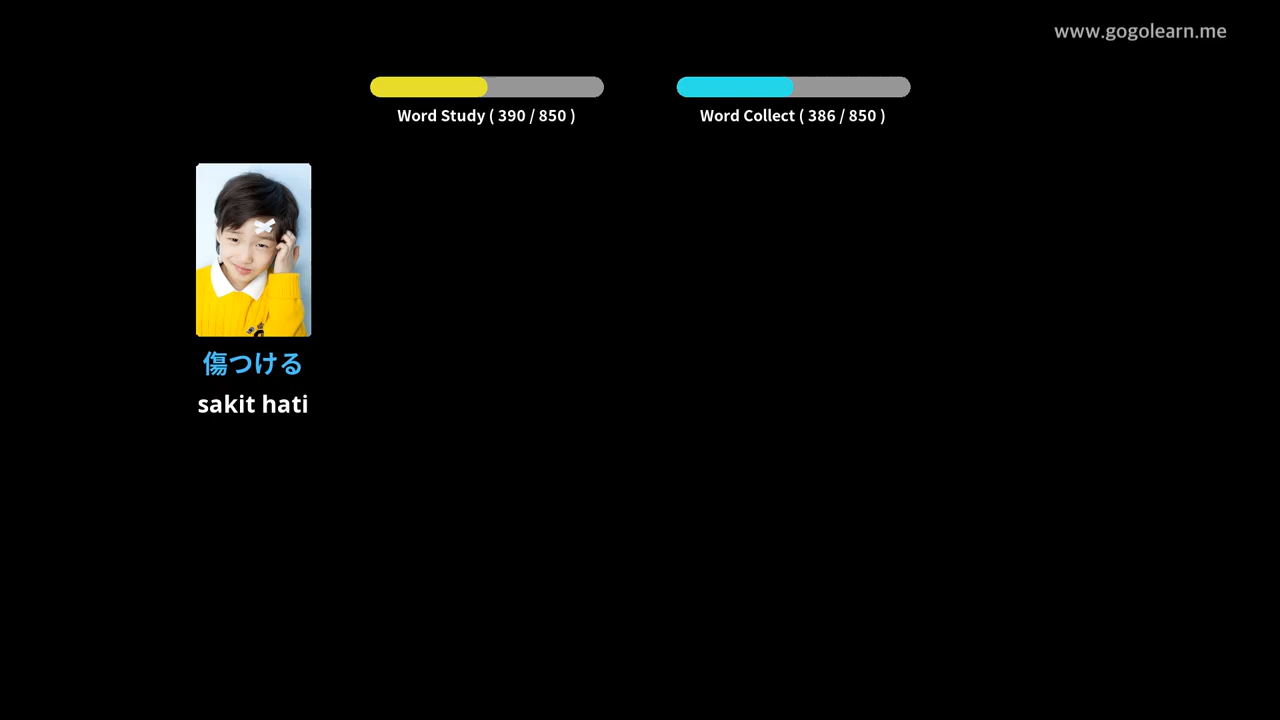 www.gogolearn.me
Word Study ( 390 / 850 )
Word Collect ( 386 / 850 )
傷つける
sakit hati